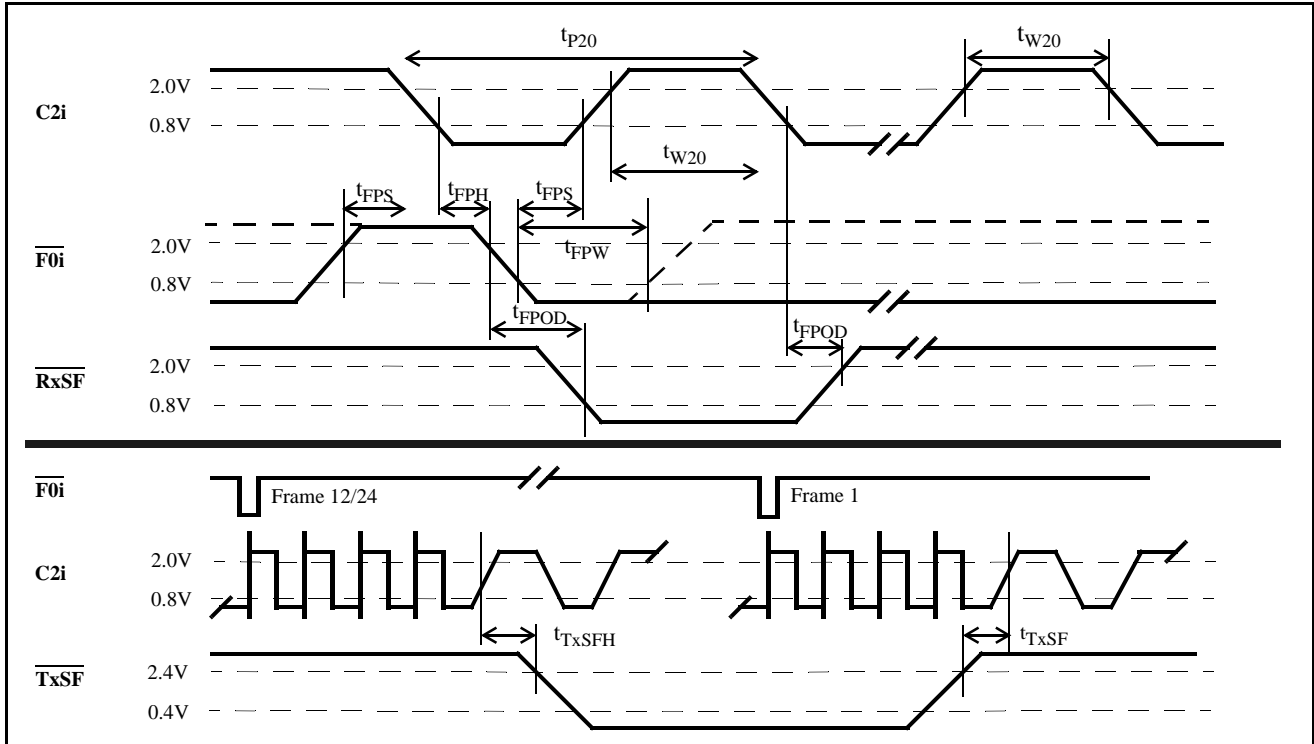 tP20
tW20
2.0V
C2i
0.8V
tW20
tFPS
tFPH
tFPS
2.0V
tFPW
F0i
0.8V
tFPOD
tFPOD
2.0V
RxSF
0.8V
F0i
Frame 12/24
Frame 1
2.0V
C2i
0.8V
tTxSFH
tTxSF
2.4V
TxSF
0.4V